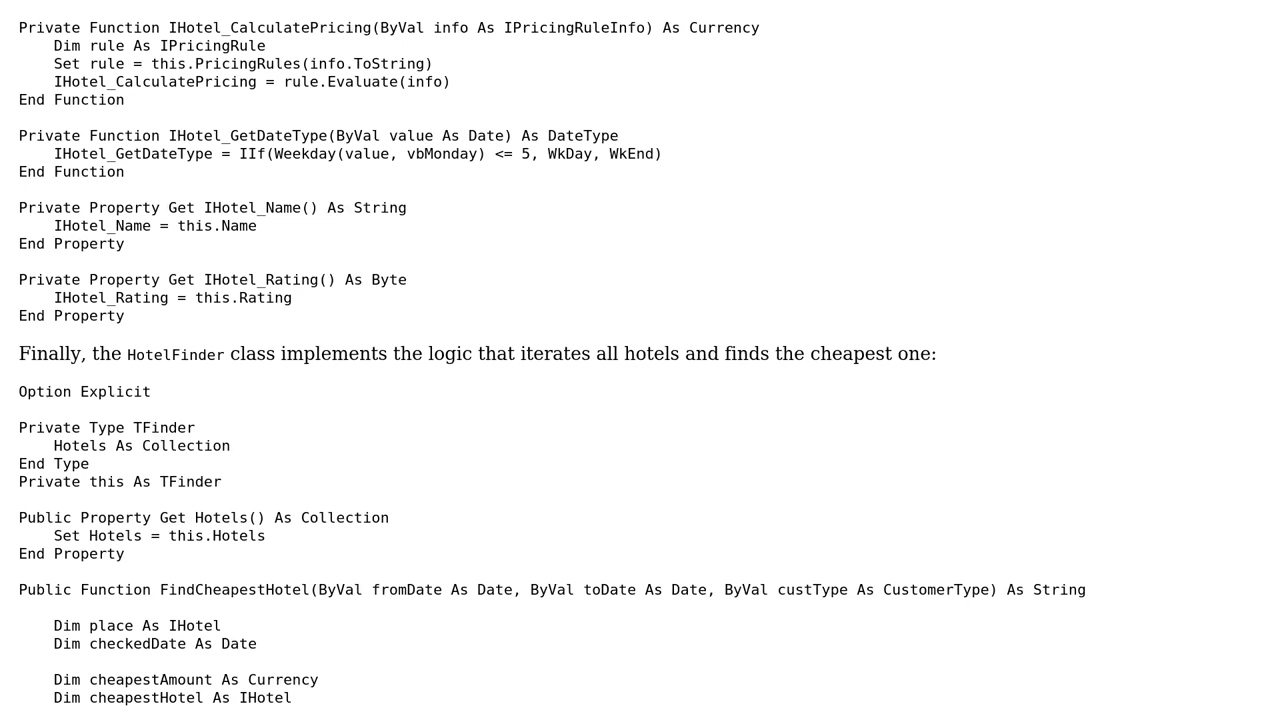 Private Function IHotel_CalculatePricing(ByVal info As IPricingRuleInfo) As Currency
    Dim rule As IPricingRule
    Set rule = this.PricingRules(info.ToString)
    IHotel_CalculatePricing = rule.Evaluate(info)
End Function

Private Function IHotel_GetDateType(ByVal value As Date) As DateType
    IHotel_GetDateType = IIf(Weekday(value, vbMonday) <= 5, WkDay, WkEnd)
End Function

Private Property Get IHotel_Name() As String
    IHotel_Name = this.Name
End Property

Private Property Get IHotel_Rating() As Byte
    IHotel_Rating = this.Rating
End Property

Finally, the HotelFinder class implements the logic that iterates all hotels and finds the cheapest one:

Option Explicit

Private Type TFinder
    Hotels As Collection
End Type
Private this As TFinder

Public Property Get Hotels() As Collection
    Set Hotels = this.Hotels
End Property

Public Function FindCheapestHotel(ByVal fromDate As Date, ByVal toDate As Date, ByVal custType As CustomerType) As String

    Dim place As IHotel
    Dim checkedDate As Date

    Dim cheapestAmount As Currency
    Dim cheapestHotel As IHotel